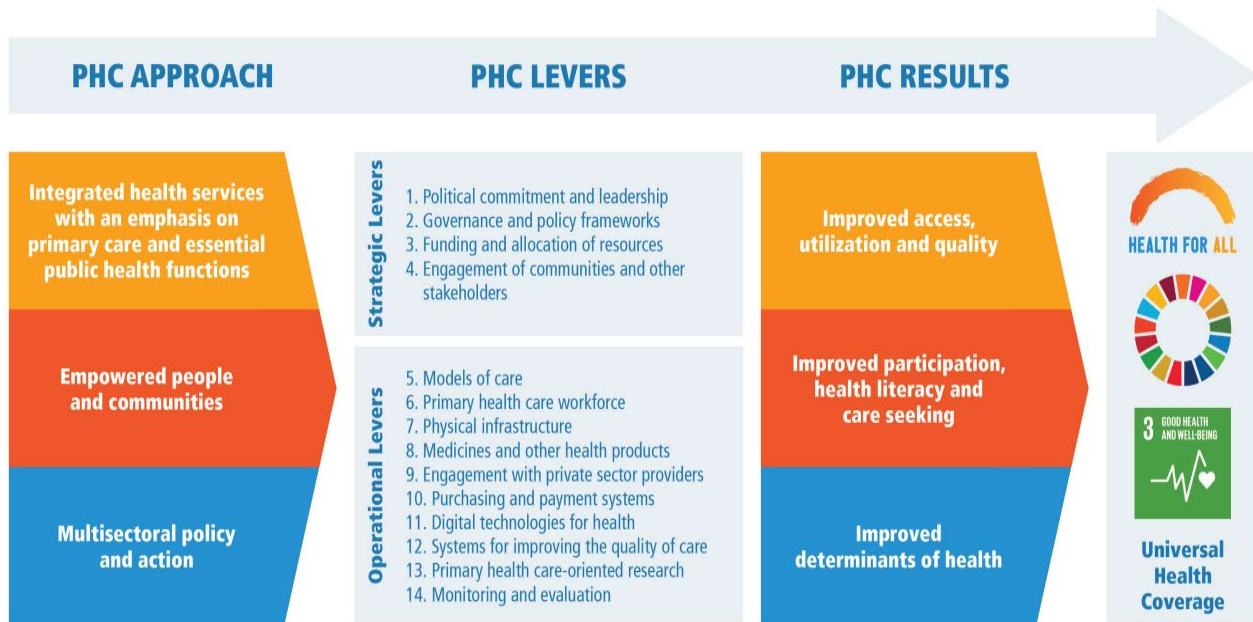 PHC APPROACH
PHC LEVERS
PHC RESULTS
Integrated health services
with an emphasis on
primary care and essential
public health functions
Empowered people
and communities
Multisectoral policy
and action
Strategic Levers
1. Political commitment and leadership
2. Governance and policy frameworks
3. Funding and allocation of resources
4. Engagement of communities and other
stakeholders
Operational Levers
5. Models of care
6. Primary health care workforce
7. Physical infrastructure
8. Medicines and other health products
9. Engagement with private sector providers
10. Purchasing and payment systems
11. Digital technologies for health
12. Systems for improving the quality of care
13. Primary health care-oriented research
14. Monitoring and evaluation
Improved access,
utilization and quality
Improved participation,
health literacy and
care seeking
Improved
determinants of health
HEALTH FOR ALL
3 GOOD HEALTH
AND WELL-BEING
Universal
Health
Coverage